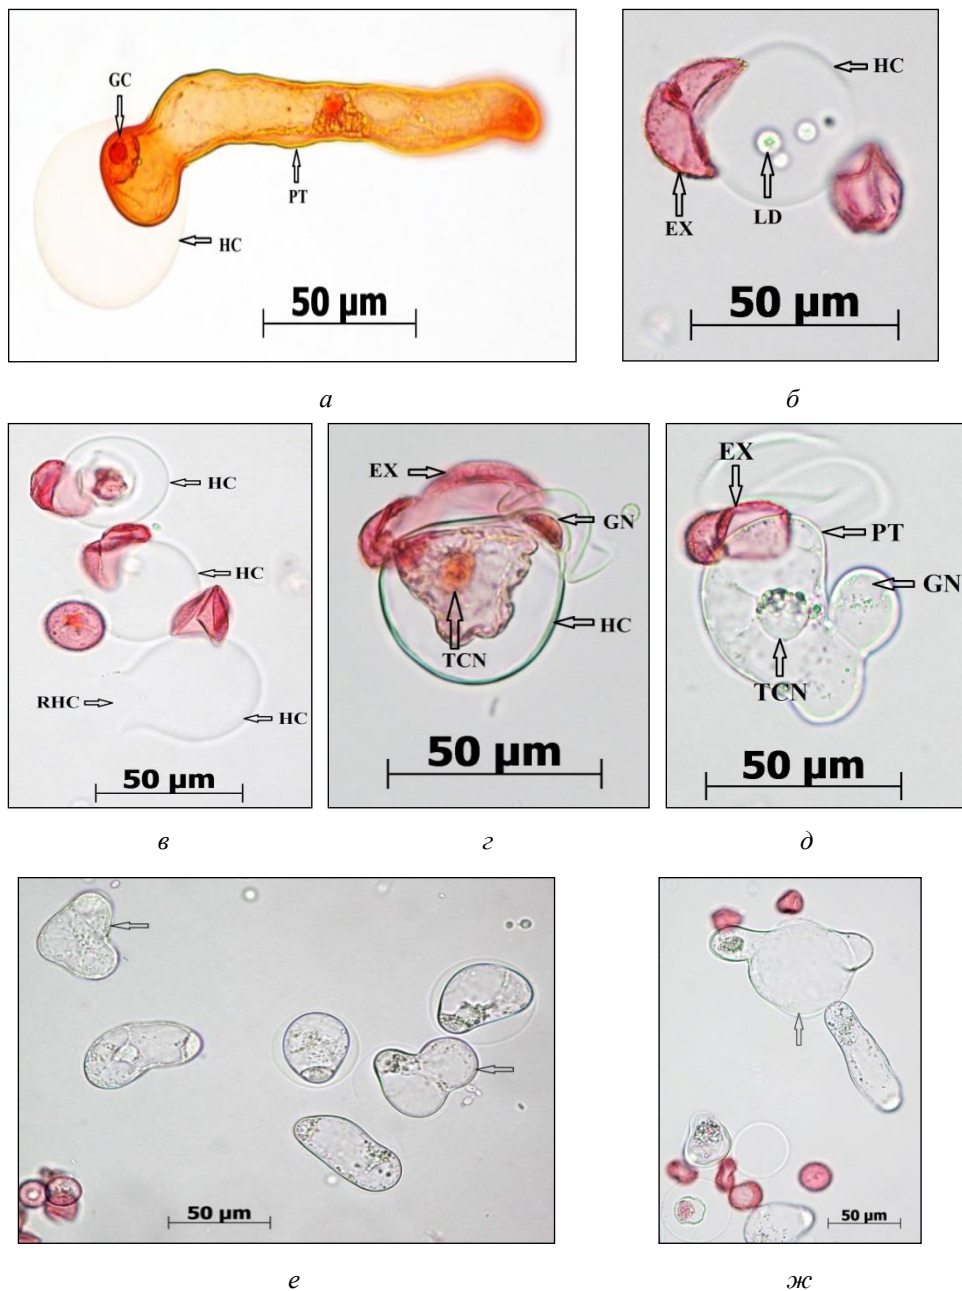 GC
PT
HC
50 µm
а
HC
EX
LD
50 µm
б
HC
HC
RHC
HC
50 µm
в
EX
GN
TCN
HC
50 µm
г
EX
PT
GN
TCN
50 µm
д
50 µm
е
50 µm
ж